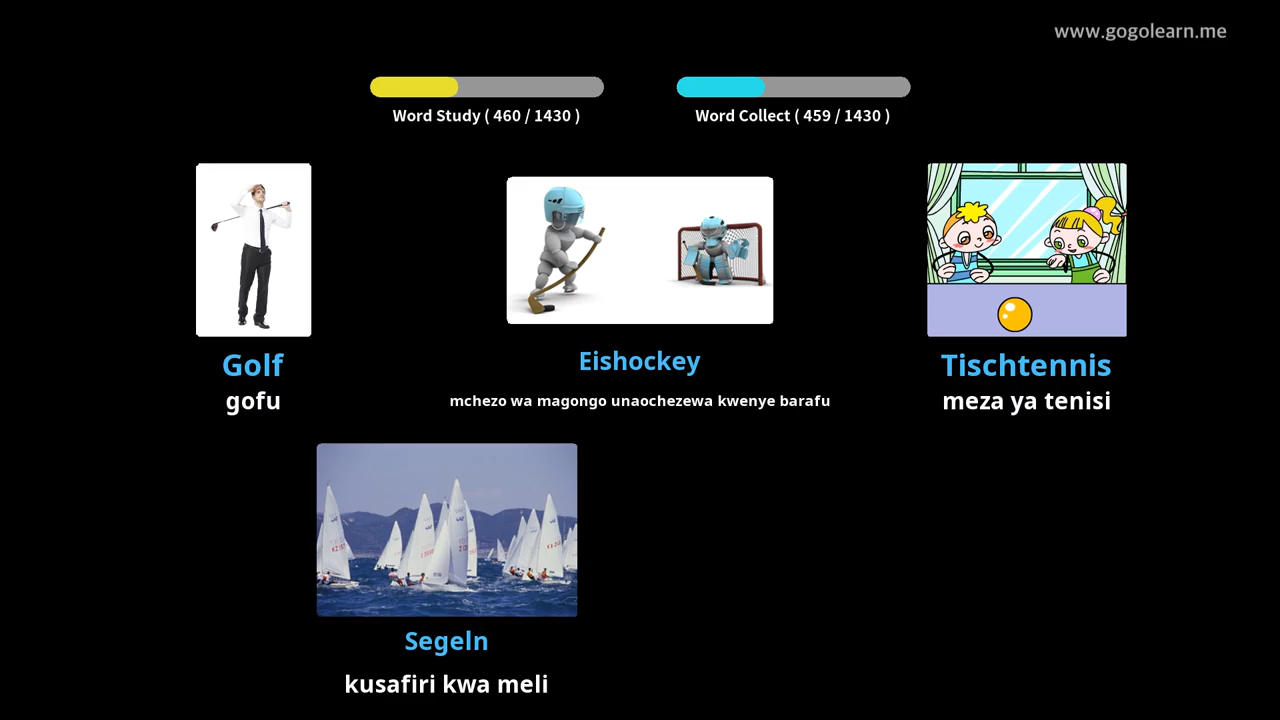 www.gogolearn.me
Word Study ( 460 / 1430 )
Word Collect ( 459 / 1430 )
Golf
gofu
Eishockey
mchezo wa magongo unaochezewa kwenye barafu
Tischtennis
meza ya tenisi
Segeln
kusafiri kwa meli